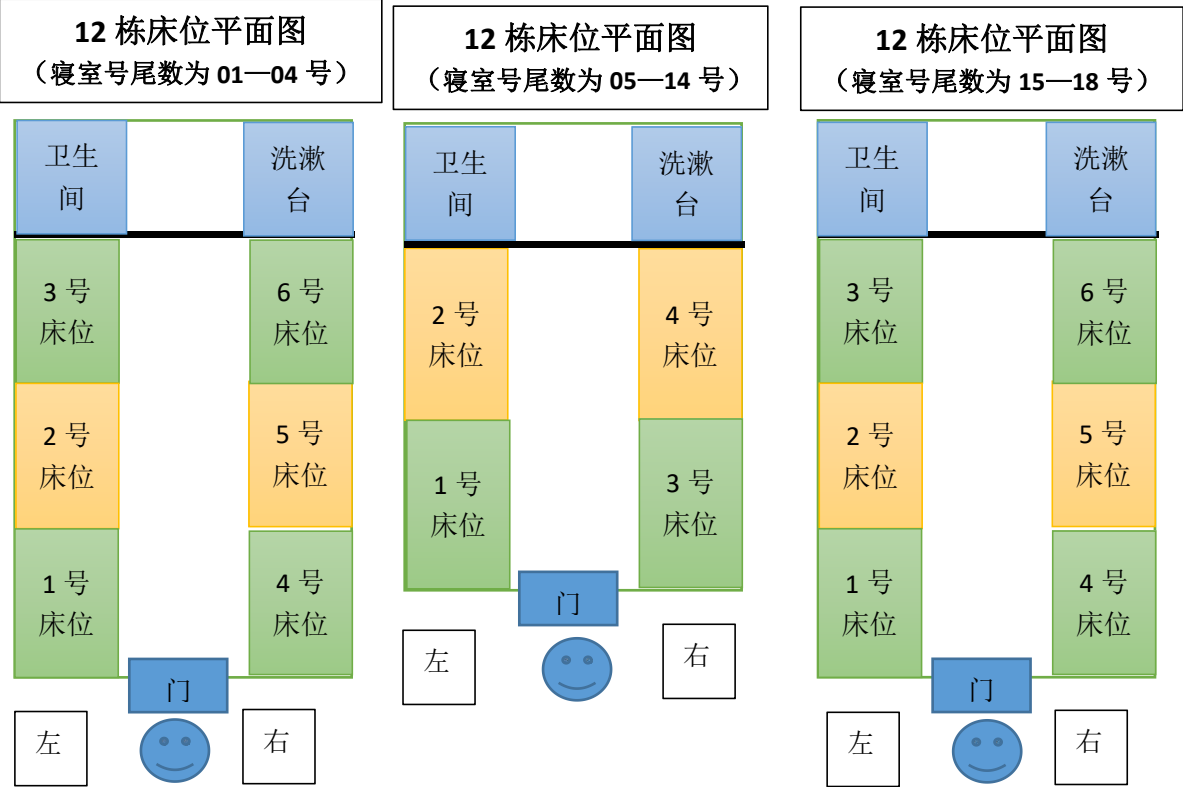 12 栋床位平面图
（寝室号尾数为 01—04 号）
卫生
间
洗漱
台
3 号
床位
6 号
床位
2 号
床位
5 号
床位
1 号
床位
4 号
床位
门
左
右
12 栋床位平面图
（寝室号尾数为 05—14 号）
卫生
间
洗漱
台
2 号
床位
4 号
床位
1 号
床位
3 号
床位
门
左
右
12 栋床位平面图
（寝室号尾数为 15—18 号）
卫生
间
洗漱
台
3 号
床位
6 号
床位
2 号
床位
5 号
床位
1 号
床位
4 号
床位
门
左
右